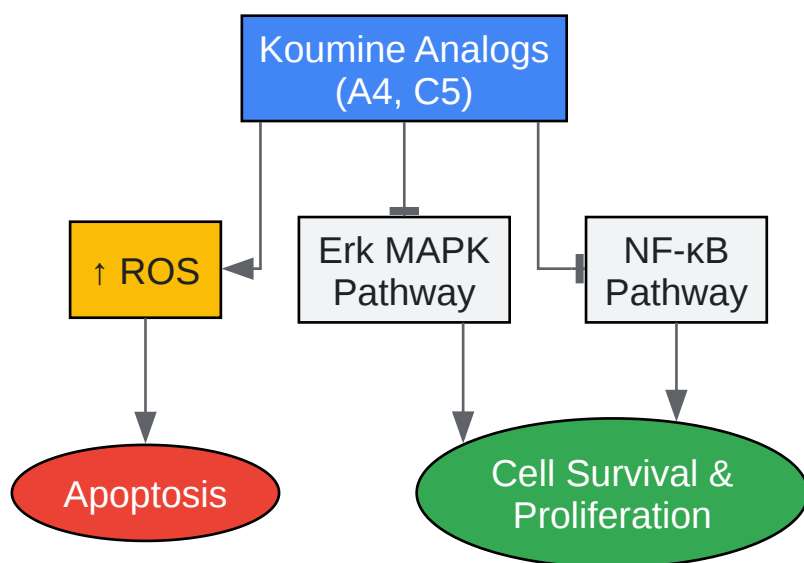 Koumine Analogs
(A4, C5)
↑ ROS
Erk MAPK
Pathway
NF-κB
Pathway
Apoptosis
Cell Survival &
Proliferation